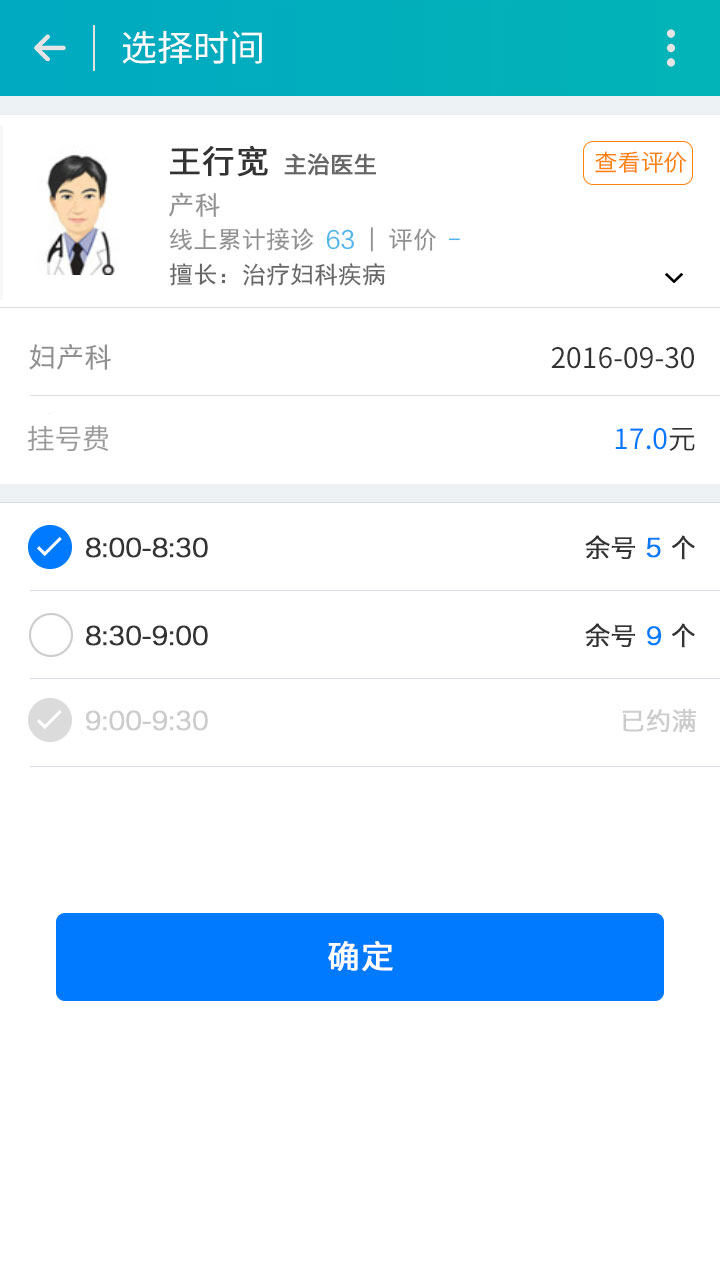 选择时间
王行宽 主治医生 查看评价
产科
线上累计接诊 63 | 评价 -
擅长：治疗妇科疾病
妇产科 2016-09-30
挂号费 17.0元
8:00-8:30 余号 5 个
8:30-9:00 余号 9 个
9:00-9:30 已约满
确定